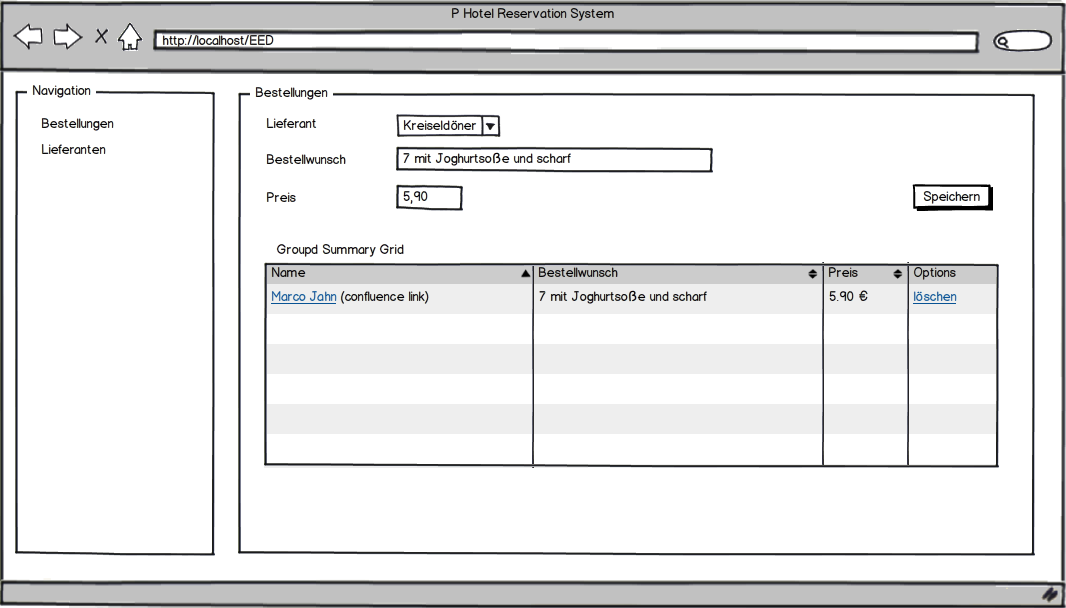 P Hotel Reservation System
http://localhost/EED
Navigation
Bestellungen
Lieferanten
Bestellungen
Lieferant
Kreiseldöner
Bestellwunsch
7 mit Joghurtsoße und scharf
Preis
5,90
Speichern
Groupd Summary Grid
Name Bestellwunsch Preis Options
Marco Jahn (confluence link) 7 mit Joghurtsoße und scharf 5.90 € löschen